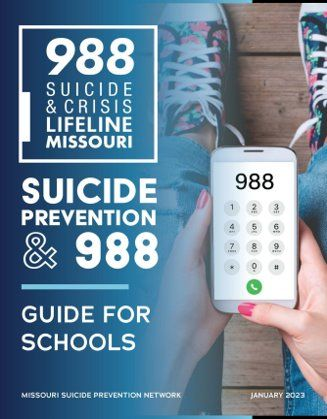 988
SUICIDE
& CRISIS
LIFELINE
MISSOURI
SUICIDE
PREVENTION
& 988
GUIDE FOR
SCHOOLS
988
1 2 3
4 5 6
7 8 9
* 0 #
MISSOURI SUICIDE PREVENTION NETWORK
JANUARY 2023